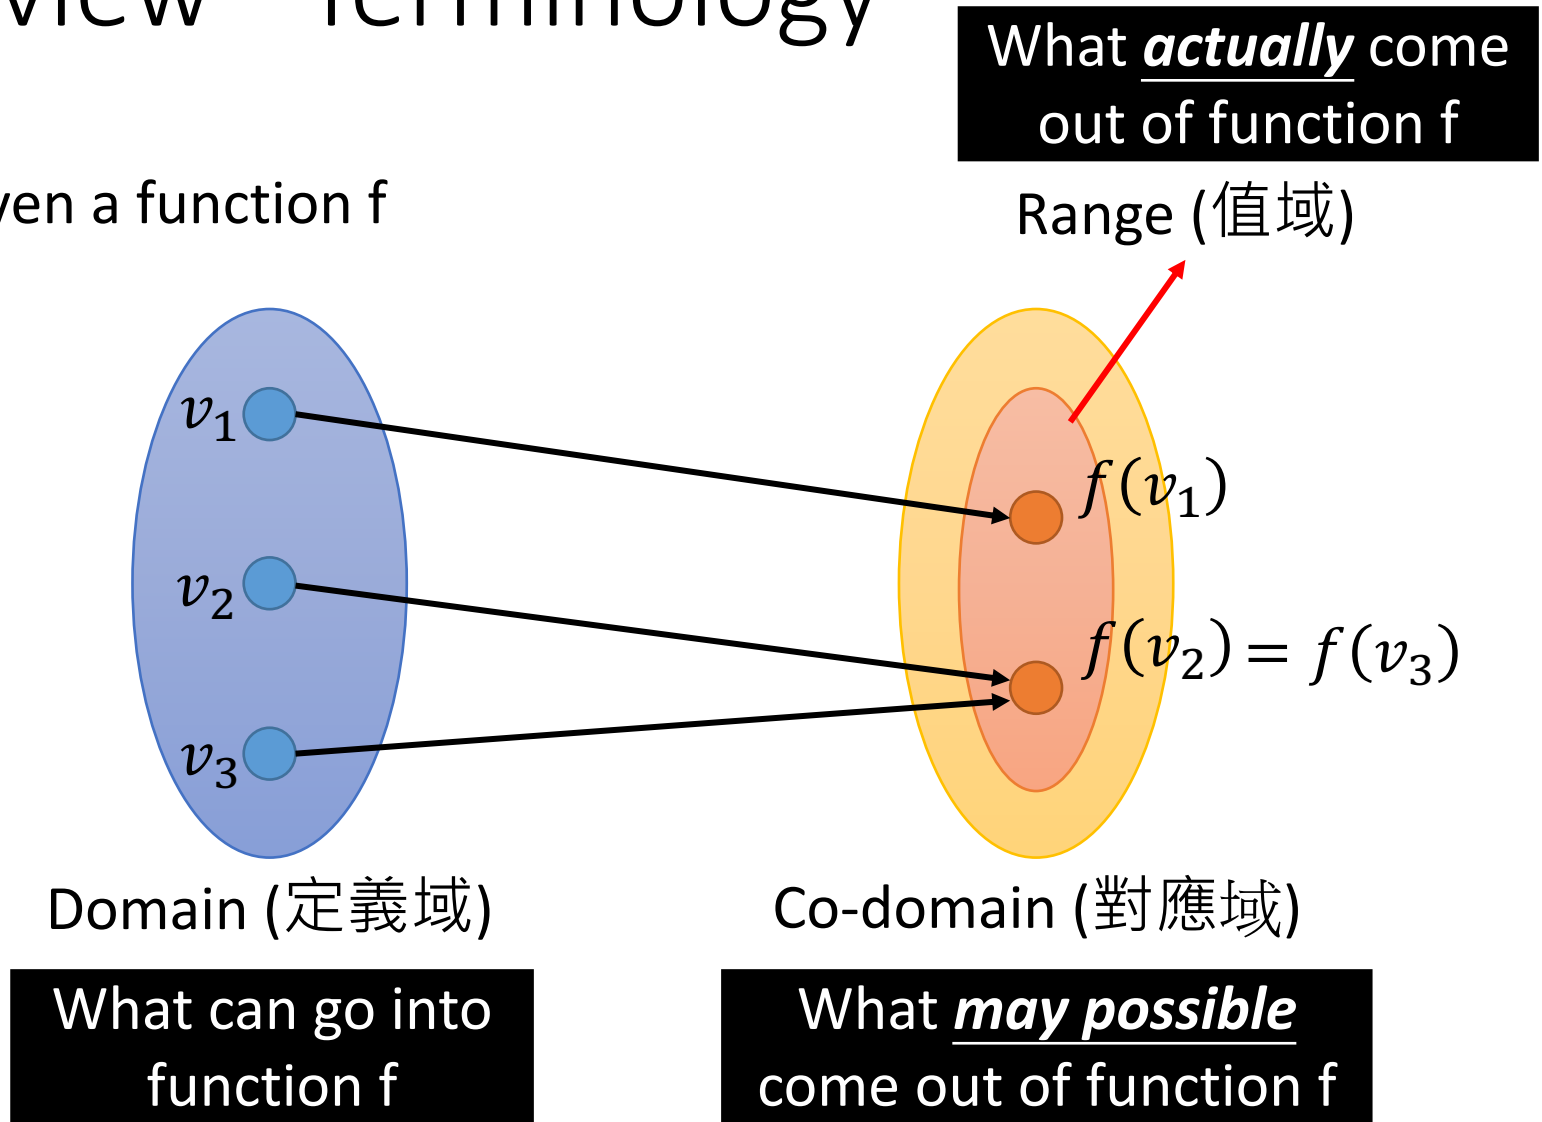 Terminology
What actually come
out of function f
a function f
Range (值域)
v₁
f(v₁)
v₂
f(v₂) = f(v₃)
v₃
Domain (定義域)
Co-domain (對應域)
What can go into
function f
What may possible
come out of function f